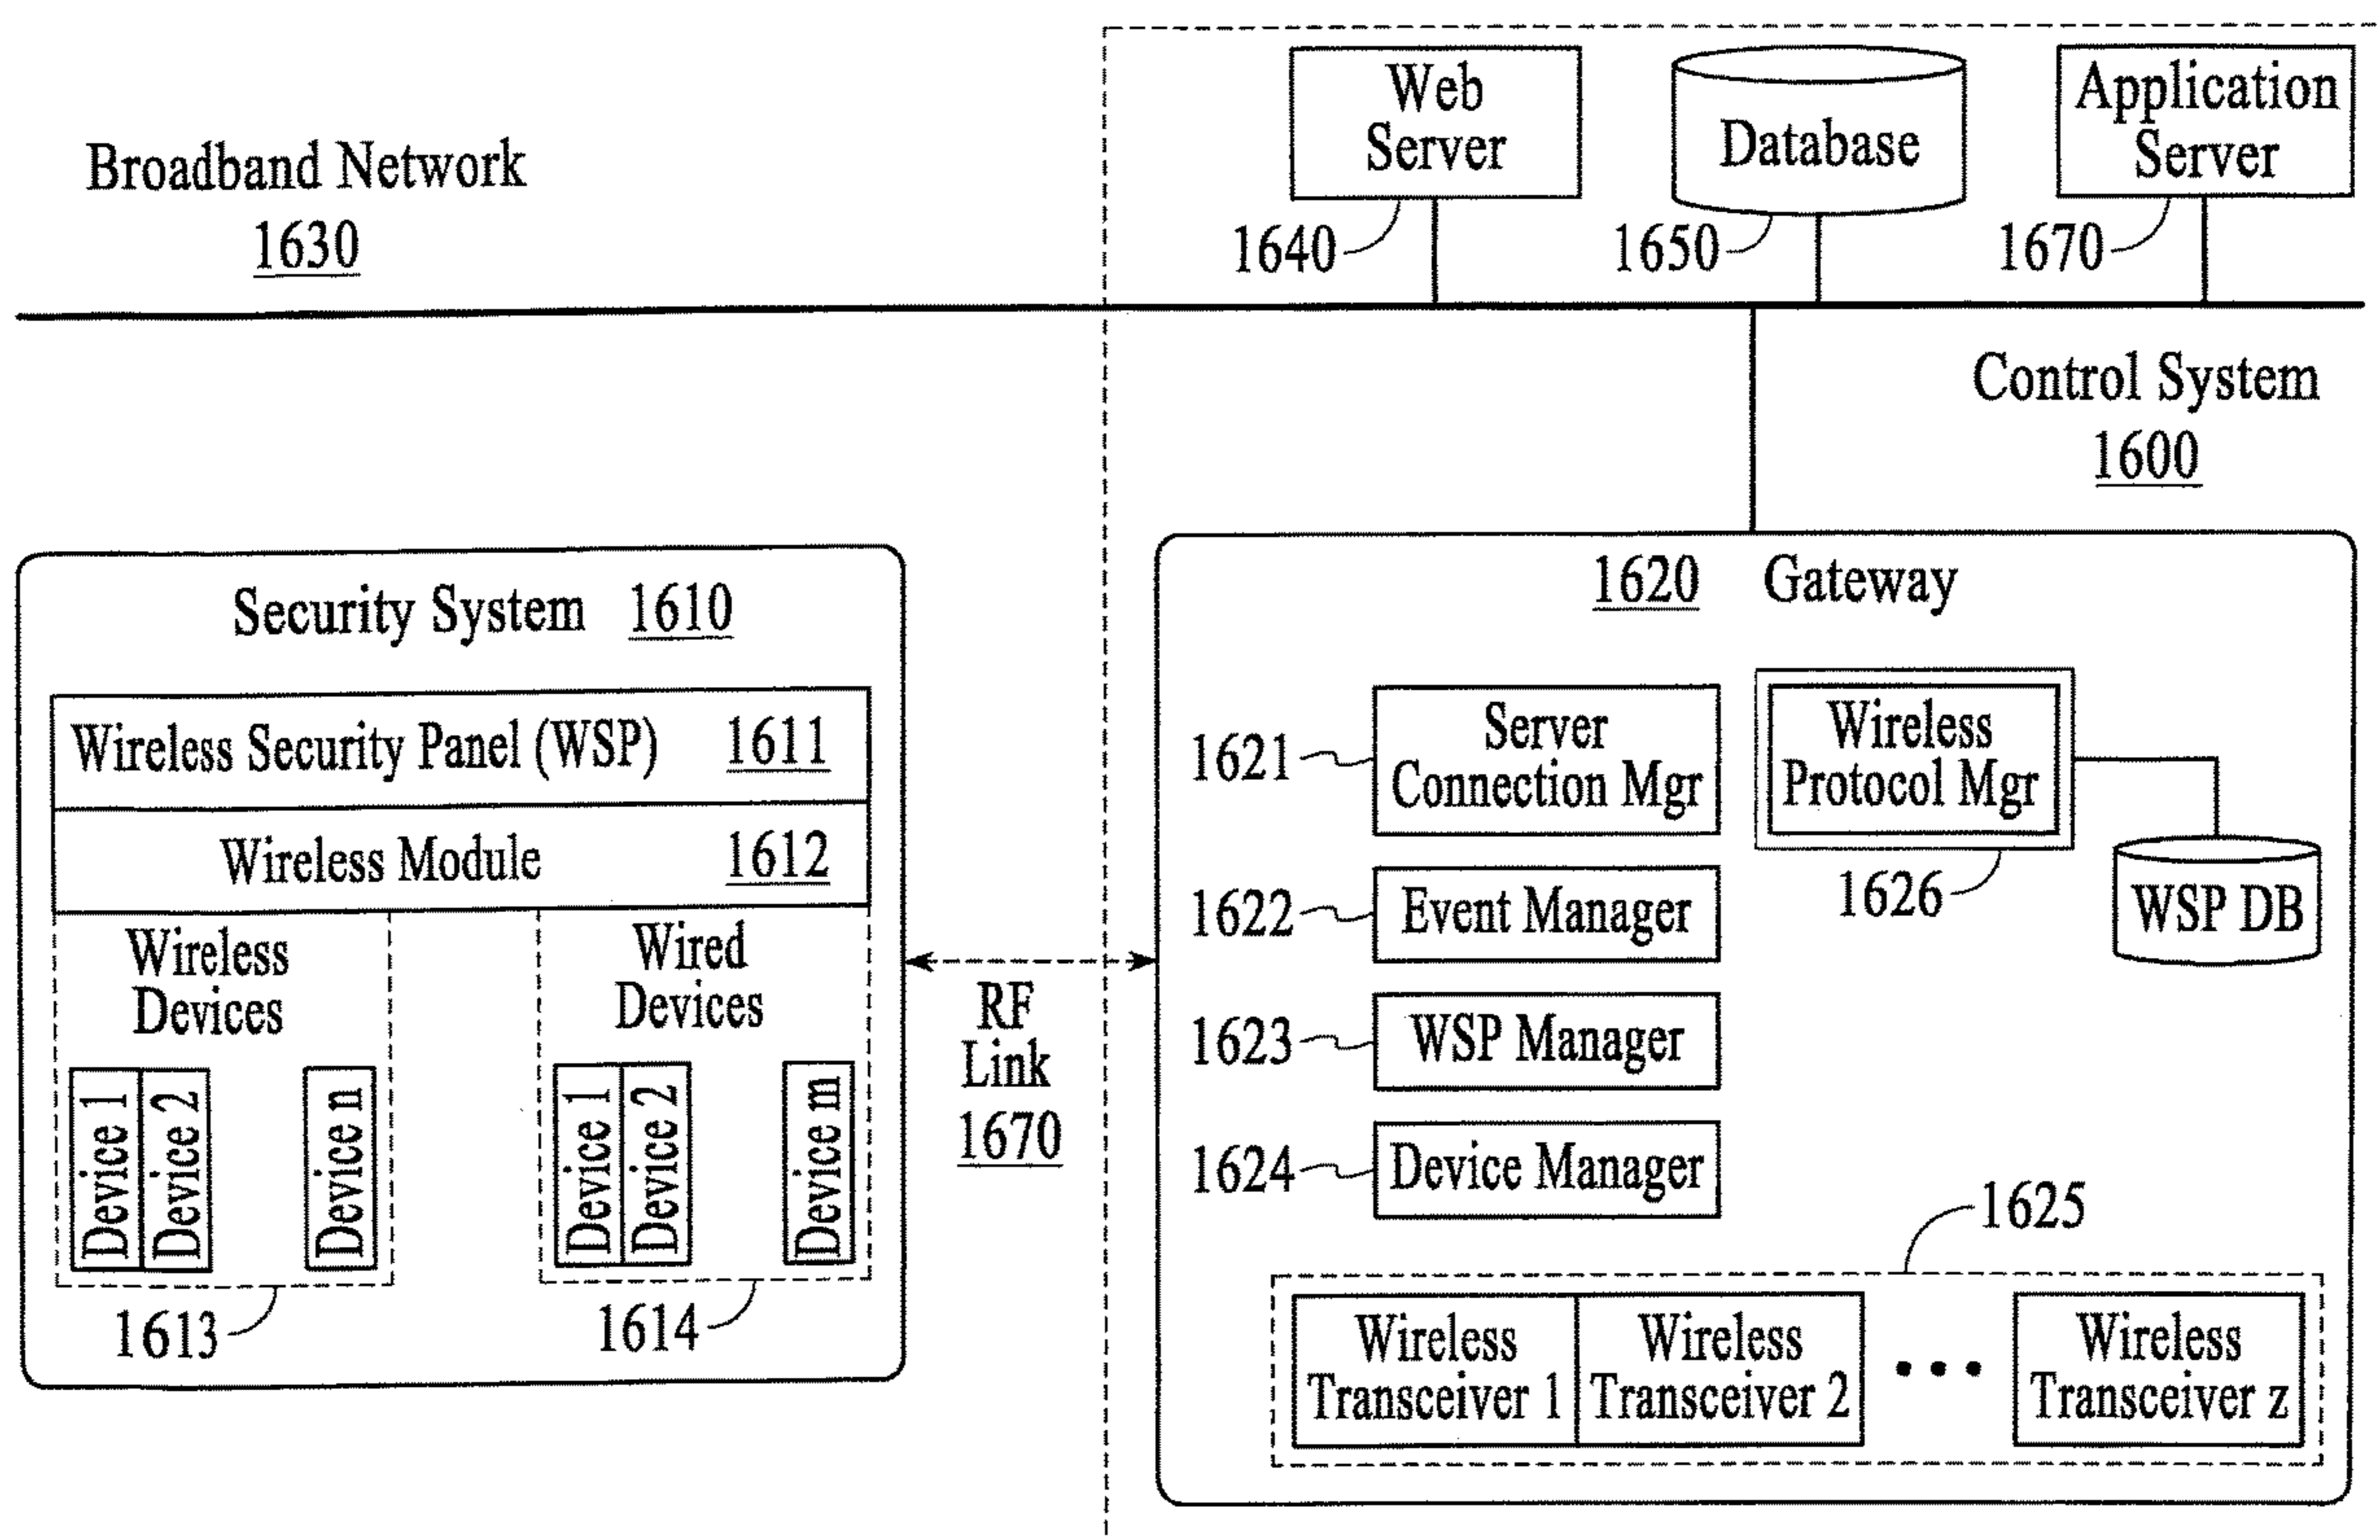 Web
Server
1640
Database
1650
Application
Server
1670
Broadband Network
1630
Control System
1600
Security System 1610
Wireless Security Panel (WSP) 1611
Wireless Module 1612
Wireless
Devices
Device 1
Device 2
Device n
1613
Wired
Devices
Device 1
Device 2
Device m
1614
RF
Link
1670
1620 Gateway
1621
Server
Connection Mgr
Wireless
Protocol Mgr
1626
WSP DB
1622
Event Manager
1623
WSP Manager
1624
Device Manager
1625
Wireless
Transceiver 1
Wireless
Transceiver 2
• • •
Wireless
Transceiver z